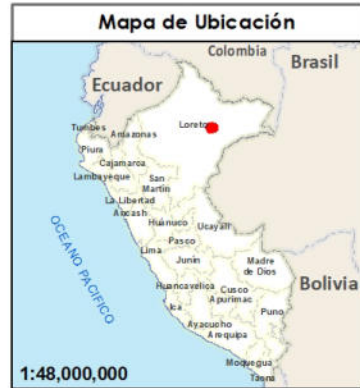 Mapa de Ubicación
Colombia
Ecuador
Brasil
Loreto
Tumbes
Amazonas
Piura
Cajamarca
Lambayeque
San
Martín
La Libertad
Ancash
Huánuco
Ucayali
Pasco
Lima
Junín
Madre
de Dios
OCEANO PACIFICO
Huancavelica
Cusco
Bolivia
Apurimac
Ica
Puno
Ayacucho
Arequipa
Moquegua
Tacna
1:48,000,000